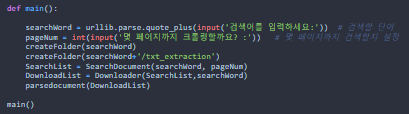 def main():
searchWord = urllib.parse.quote_plus(input('검색어를 입력하세요:')) # 검색할 단어
pageNum = int(input('몇 페이지까지 크롤링할까요? :')) # 몇 페이지까지 검색할지 설정
createFolder(searchWord)
createFolder(searchWord+'/txt_extraction')
SearchList = SearchDocument(searchWord, pageNum)
DownloadList = Downloader(SearchList,searchWord)
parsedocument(DownloadList)
main()